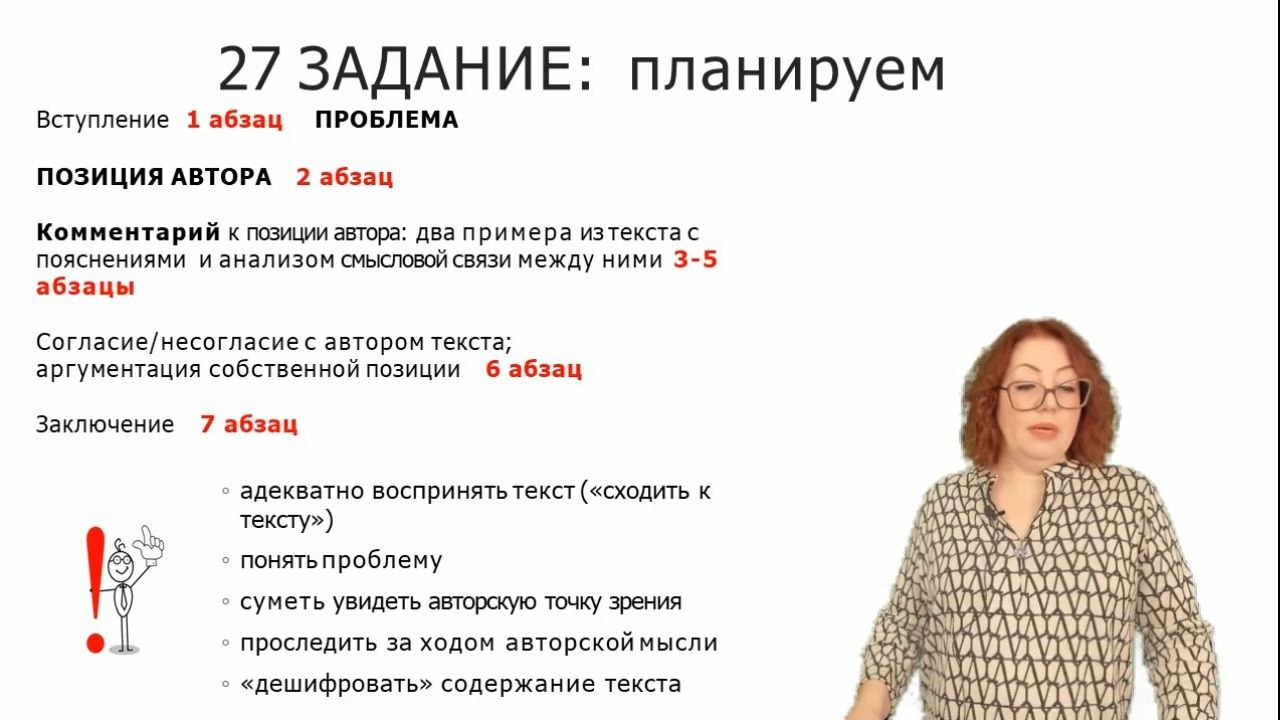 27 ЗАДАНИЕ: планируем
Вступление 1 абзац ПРОБЛЕМА
ПОЗИЦИЯ АВТОРА 2 абзац
Комментарий к позиции автора: два примера из текста с
пояснениями и анализом смысловой связи между ними 3-5
абзацы
Согласие/несогласие с автором текста;
аргументация собственной позиции 6 абзац
Заключение 7 абзац
◦ адекватно воспринять текст («сходить к
тексту»)
◦ понять проблему
◦ суметь увидеть авторскую точку зрения
◦ проследить за ходом авторской мысли
◦ «дешифровать» содержание текста